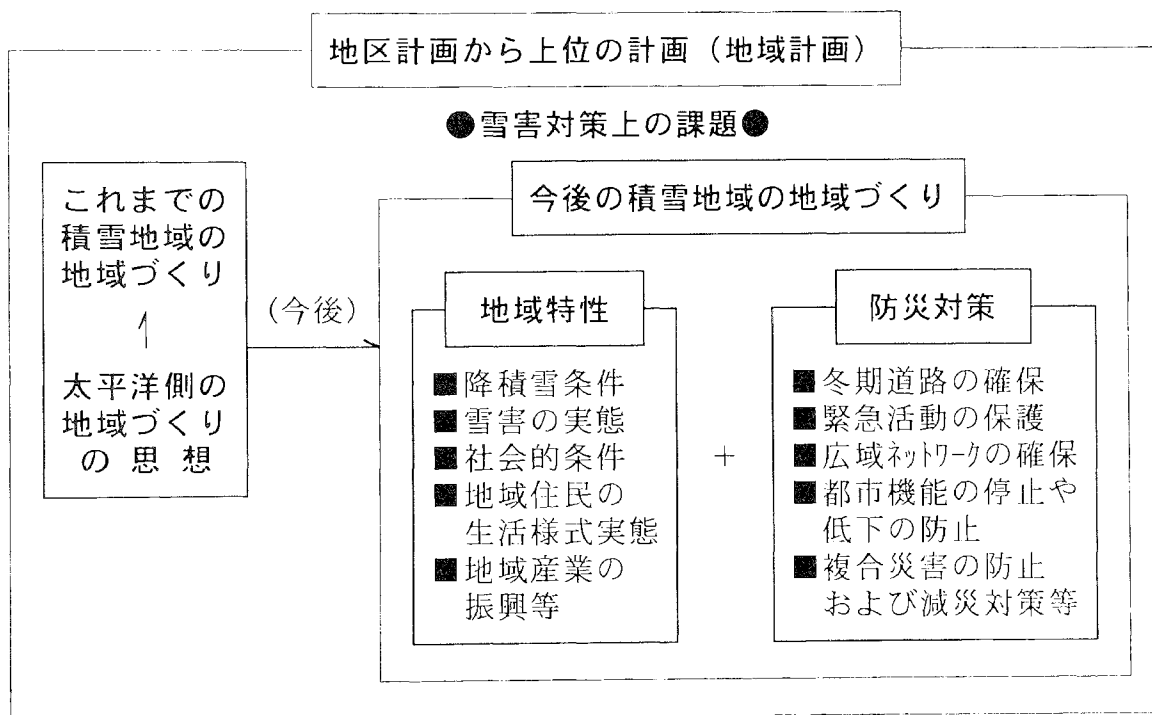 地区計画から上位の計画（地域計画）
●雪害対策上の課題●
これまでの
積雪地域の
地域づくり
↑
太平洋側の
地域づくり
の思想
(今後)
今後の積雪地域の地域づくり
地域特性
■降積雪条件
■雪害の実態
■社会的条件
■地域住民の
生活様式実態
■地域産業の
振興等
+
防災対策
■冬期道路の確保
■緊急活動の保護
■広域ネットワークの確保
■都市機能の停止や
低下の防止
■複合災害の防止
および減災対策等